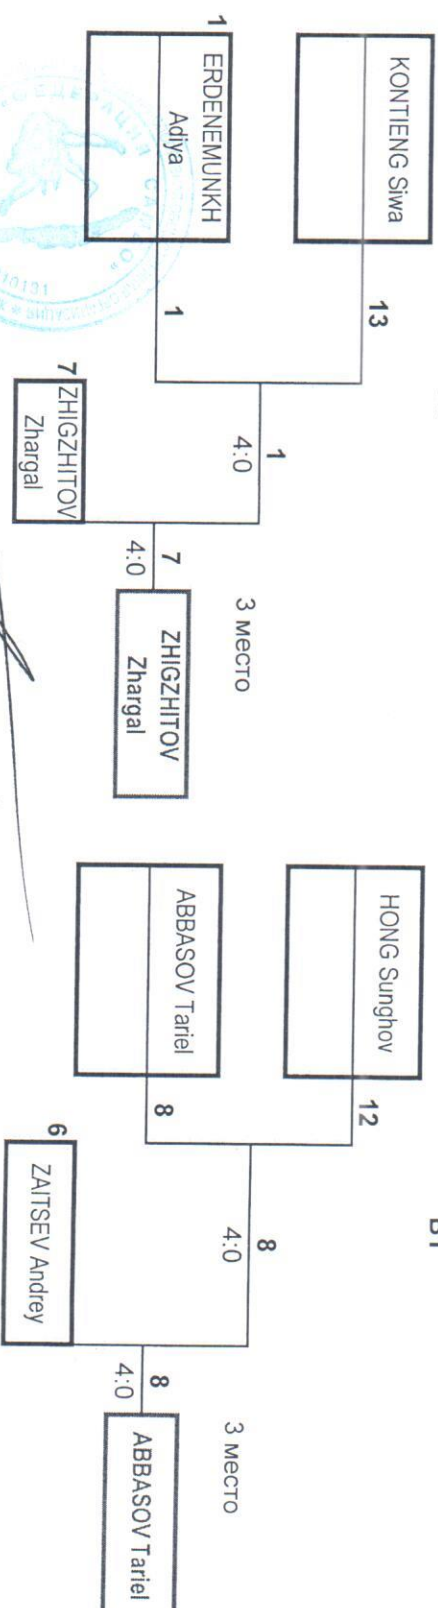 KONTIENG Siwa
13
1
ERDENEMUNKH
Adiya
1
1
4:0
7
ZHIGZHITOV
Zhargal
7
4:0
3 место
ZHIGZHITOV
Zhargal
HONG Sunghov
12
ABBASOV Tariel
8
8
4:0
6
ZAITSEV Andrey
8
4:0
3 место
ABBASOV Tariel